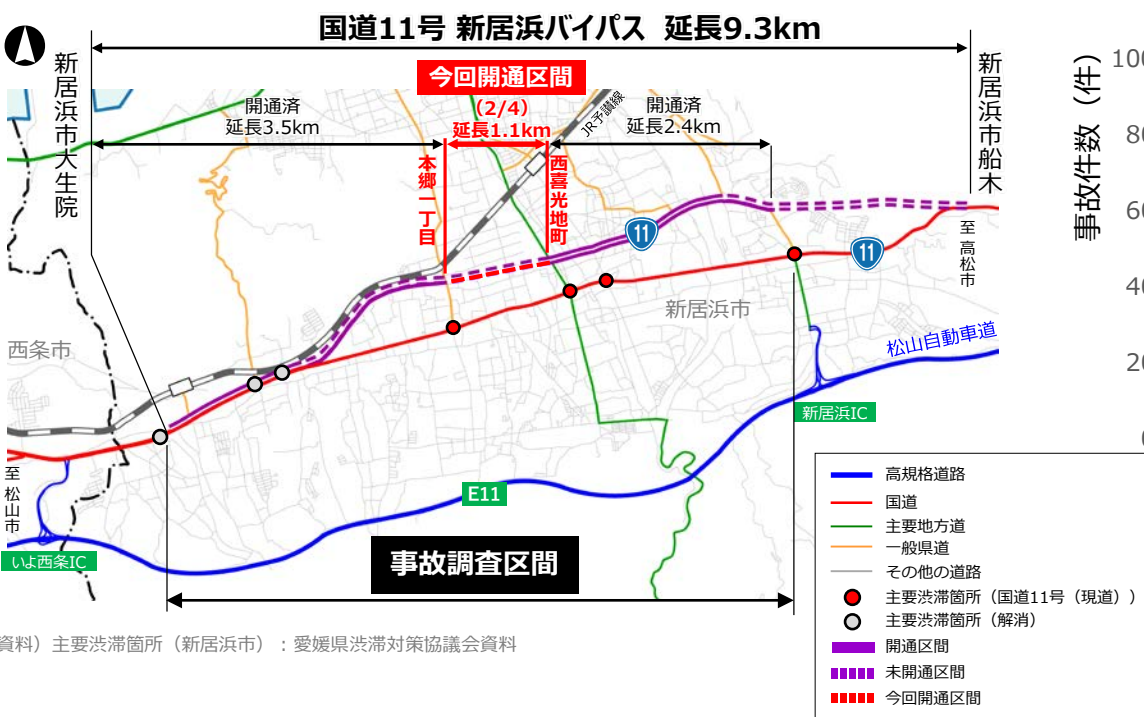 国道11号 新居浜バイパス 延長9.3km
新居浜市大生院
今回開通区間
(2/4)
延長1.1km
開通済
延長3.5km
JR予讃線
開通済
延長2.4km
新居浜市船木
事故件数（件）
100
80
60
40
20
0
本郷一丁目
西喜光地町
11
11
至高松市
新居浜市
西条市
松山自動車道
新居浜IC
至松山市
E11
いよ西条IC
事故調査区間
高規格道路
国道
主要地方道
一般県道
その他の道路
主要渋滞箇所（国道11号（現道））
主要渋滞箇所（解消）
開通区間
未開通区間
今回開通区間
資料）主要渋滞箇所（新居浜市）：愛媛県渋滞対策協議会資料